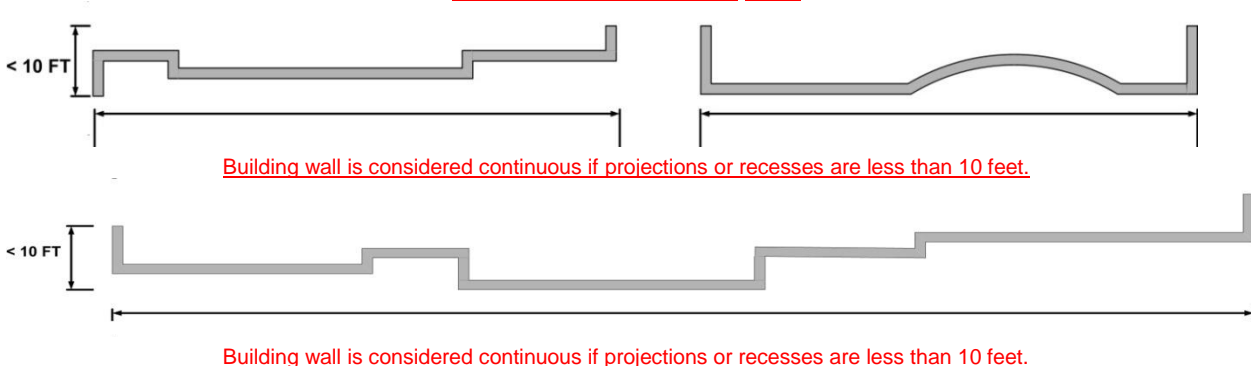 < 10 FT
Building wall is considered continuous if projections or recesses are less than 10 feet.
< 10 FT
Building wall is considered continuous if projections or recesses are less than 10 feet.